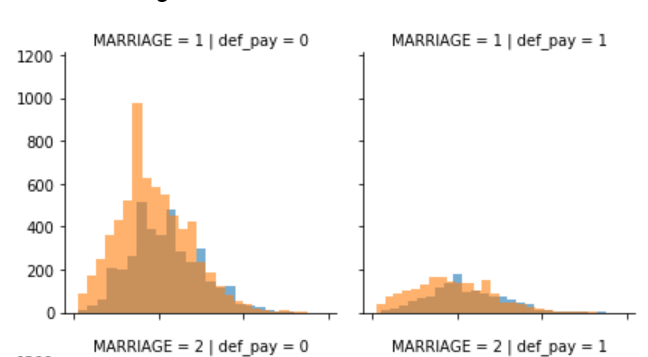 MARRIAGE = 1 | def_pay = 0
MARRIAGE = 1 | def_pay = 1
1200
1000
800
600
400
200
0
MARRIAGE = 2 | def_pay = 0
MARRIAGE = 2 | def_pay = 1